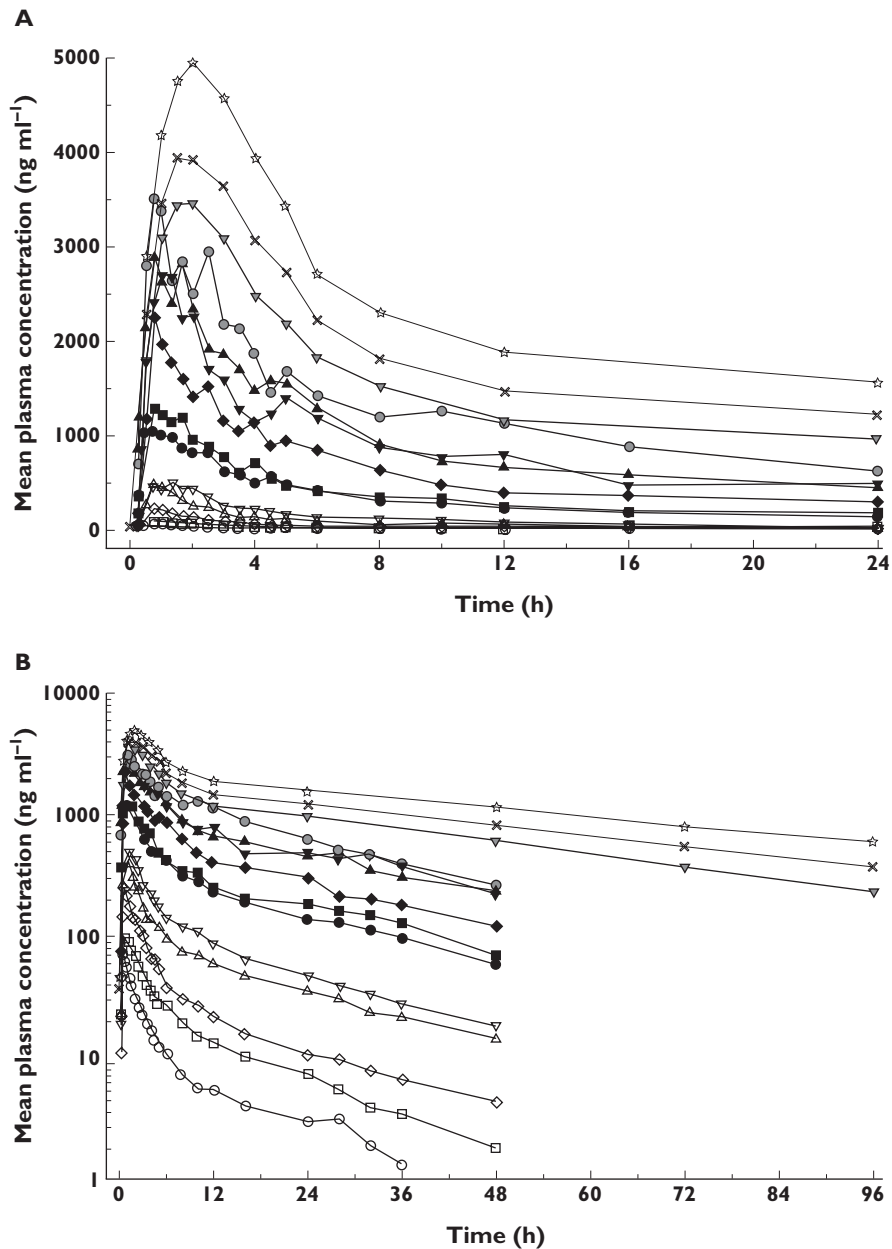 A
5000
4000
3000
2000
1000
0
Mean plasma concentration (ng ml⁻¹)
0 4 8 12 16 20 24
Time (h)
B
10000
1000
100
10
1
Mean plasma concentration (ng ml⁻¹)
0 12 24 36 48 60 72 84 96
Time (h)